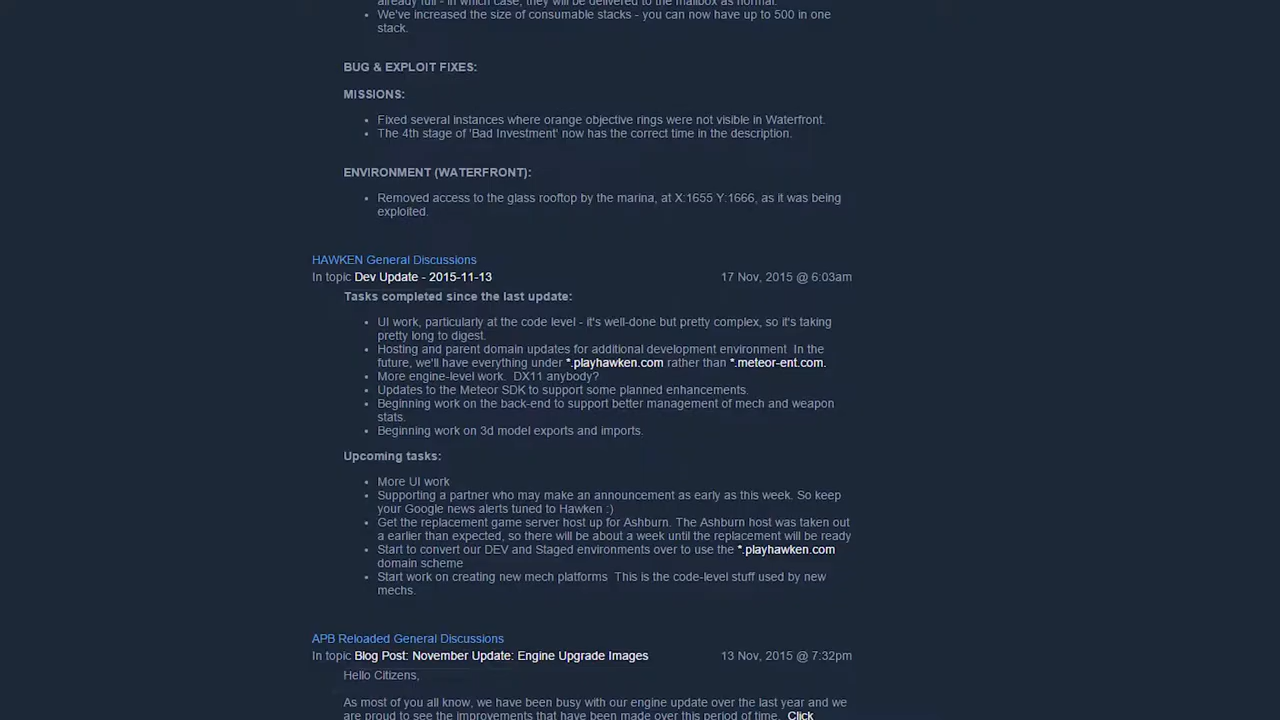 already full - in which case, they will be delivered to the mailbox as normal.
We've increased the size of consumable stacks - you can now have up to 500 in one
stack.
BUG & EXPLOIT FIXES:
MISSIONS:
Fixed several instances where orange objective rings were not visible in Waterfront.
The 4th stage of 'Bad Investment' now has the correct time in the description.
ENVIRONMENT (WATERFRONT):
Removed access to the glass rooftop by the marina, at X:1655 Y:1666, as it was being
exploited.
HAWKEN General Discussions
In topic Dev Update - 2015-11-13 17 Nov, 2015 @ 6:03am
Tasks completed since the last update:
UI work, particularly at the code level - it's well-done but pretty complex, so it's taking
pretty long to digest.
Hosting and parent domain updates for additional development environment  In the
future, we'll have everything under *.playhawken.com rather than *.meteor-ent.com.
More engine-level work.  DX11 anybody?
Updates to the Meteor SDK to support some planned enhancements.
Beginning work on the back-end to support better management of mech and weapon
stats.
Beginning work on 3d model exports and imports.
Upcoming tasks:
More UI work
Supporting a partner who may make an announcement as early as this week. So keep
your Google news alerts tuned to Hawken :)
Get the replacement game server host up for Ashburn. The Ashburn host was taken out
a earlier than expected, so there will be about a week until the replacement will be ready
Start to convert our DEV and Staged environments over to use the *.playhawken.com
domain scheme
Start work on creating new mech platforms  This is the code-level stuff used by new
mechs.
APB Reloaded General Discussions
In topic Blog Post: November Update: Engine Upgrade Images 13 Nov, 2015 @ 7:32pm
Hello Citizens,
As most of you all know, we have been busy with our engine update over the last year and we
are proud to see the improvements that have been made over this period of time.  Click